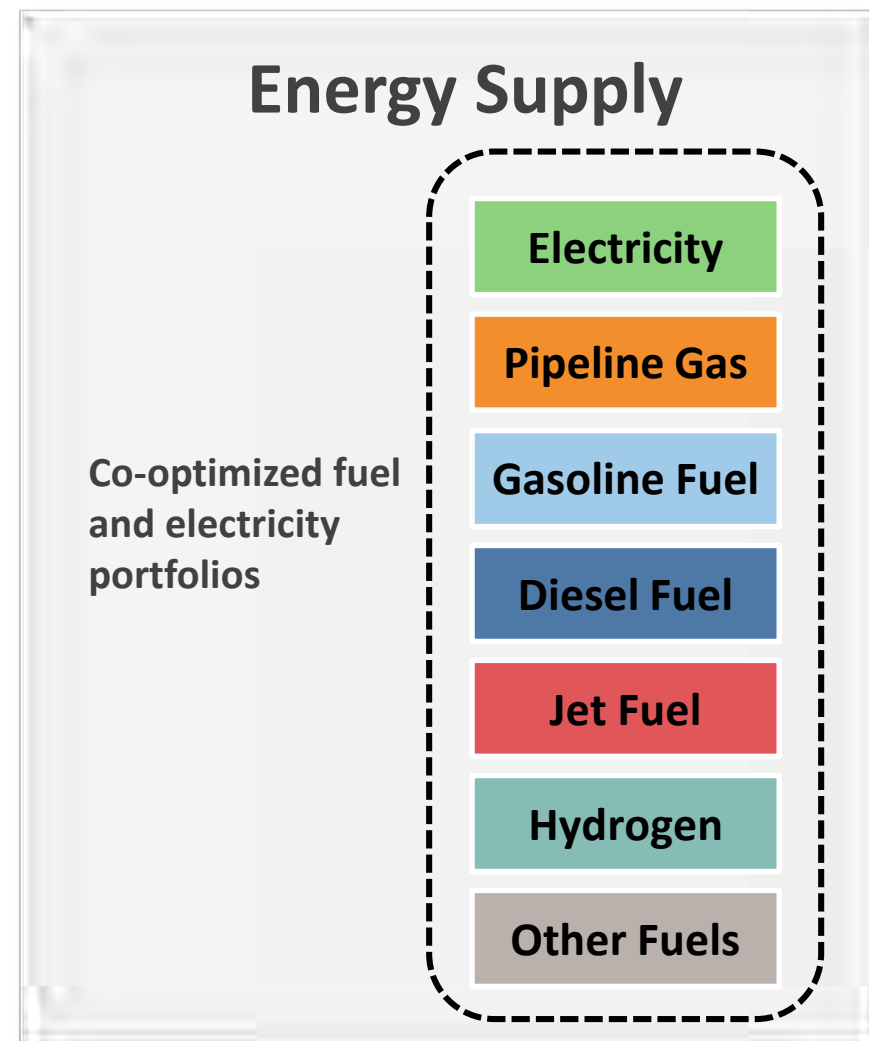 Energy Supply
Co-optimized fuel
and electricity
portfolios
Electricity
Pipeline Gas
Gasoline Fuel
Diesel Fuel
Jet Fuel
Hydrogen
Other Fuels